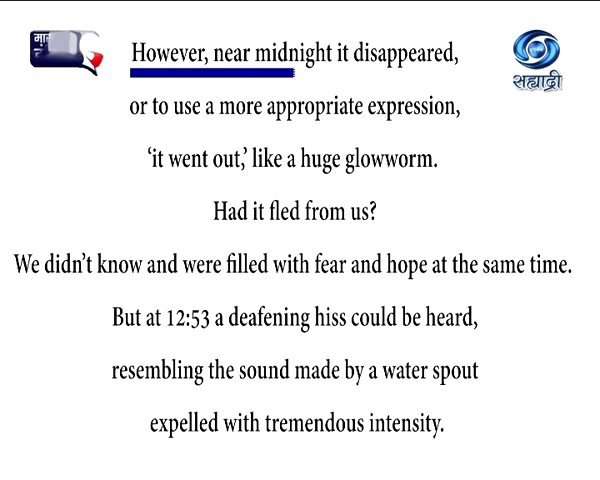 However, near midnight it disappeared,
सह्याद्री
or to use a more appropriate expression,
‘it went out,’ like a huge glowworm.
Had it fled from us?
We didn’t know and were filled with fear and hope at the same time.
But at 12:53 a deafening hiss could be heard,
resembling the sound made by a water spout
expelled with tremendous intensity.